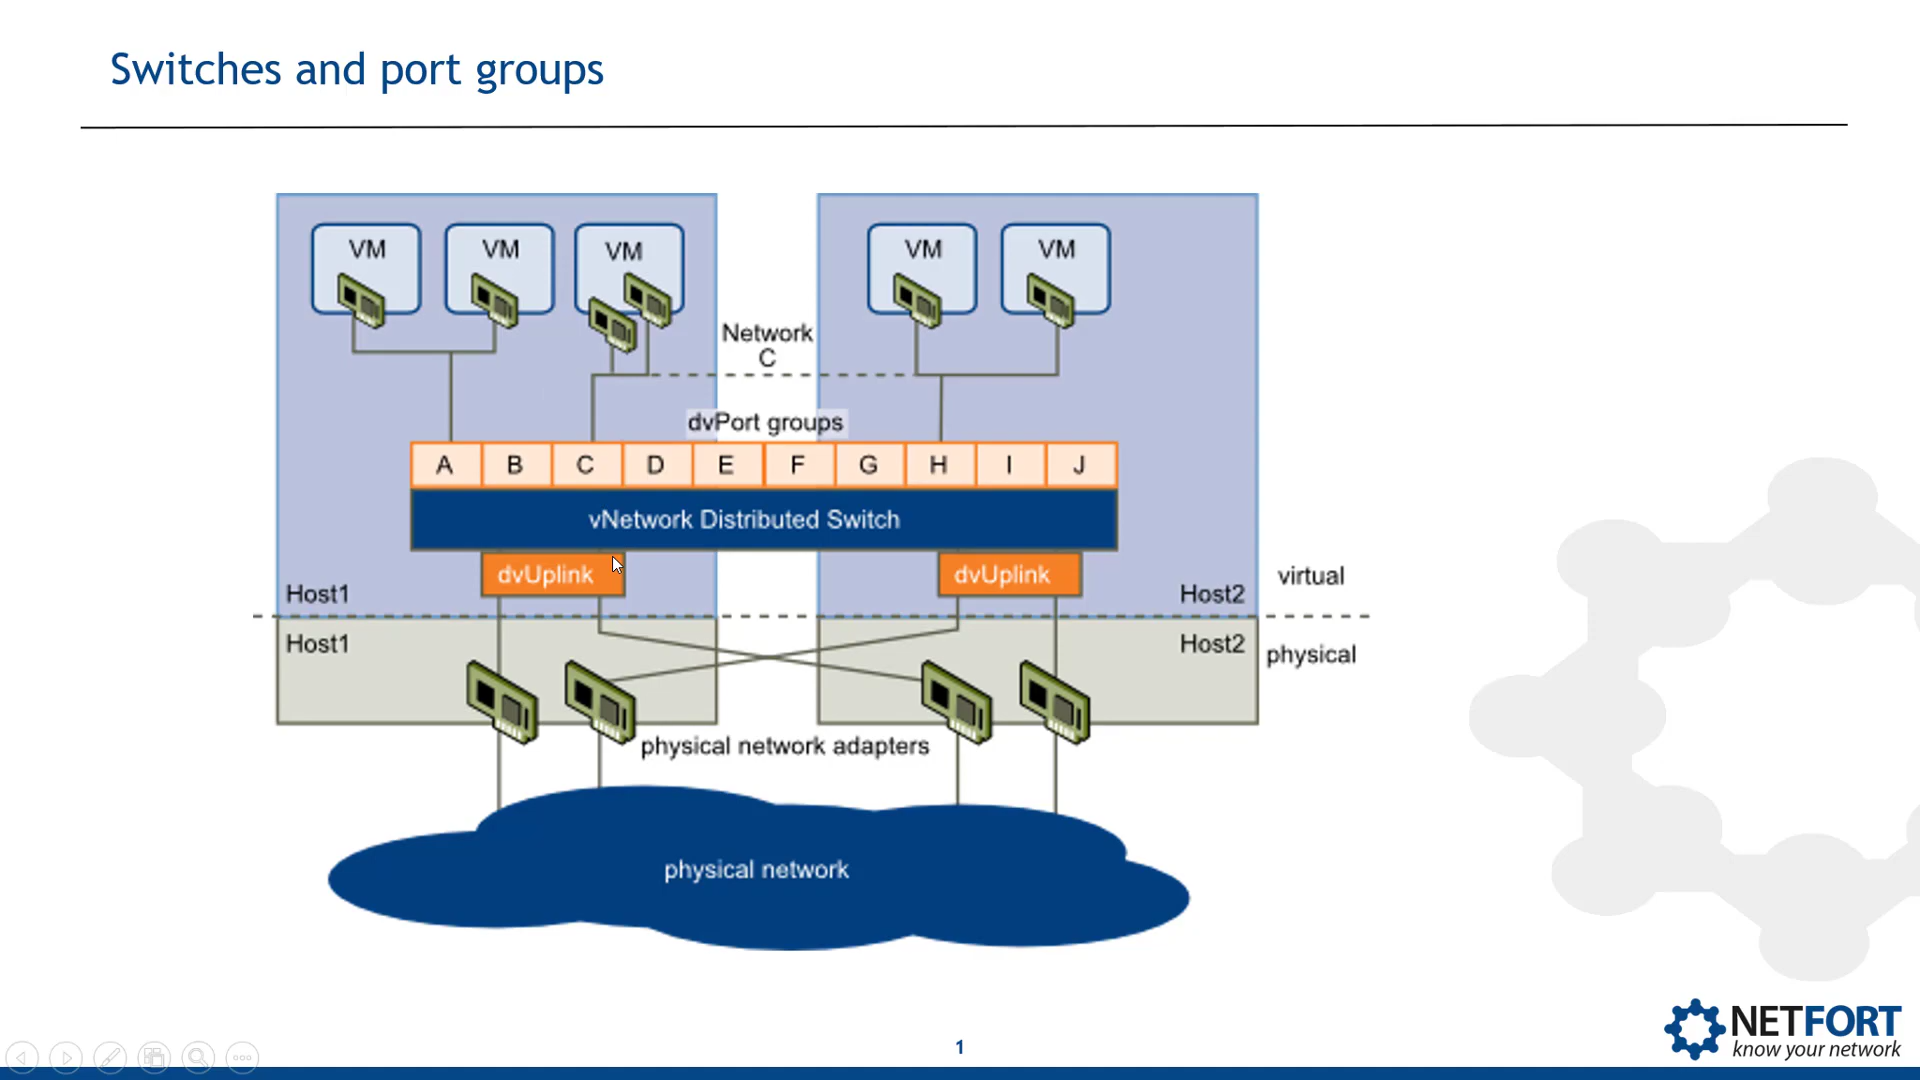 Switches and port groups
VM
VM
VM
VM
VM
Network
C
dvPort groups
A B C D E F G H I J
vNetwork Distributed Switch
dvUplink
dvUplink
Host1
Host2
virtual
Host1
Host2
physical
physical network adapters
physical network
1
NETFORT
know your network